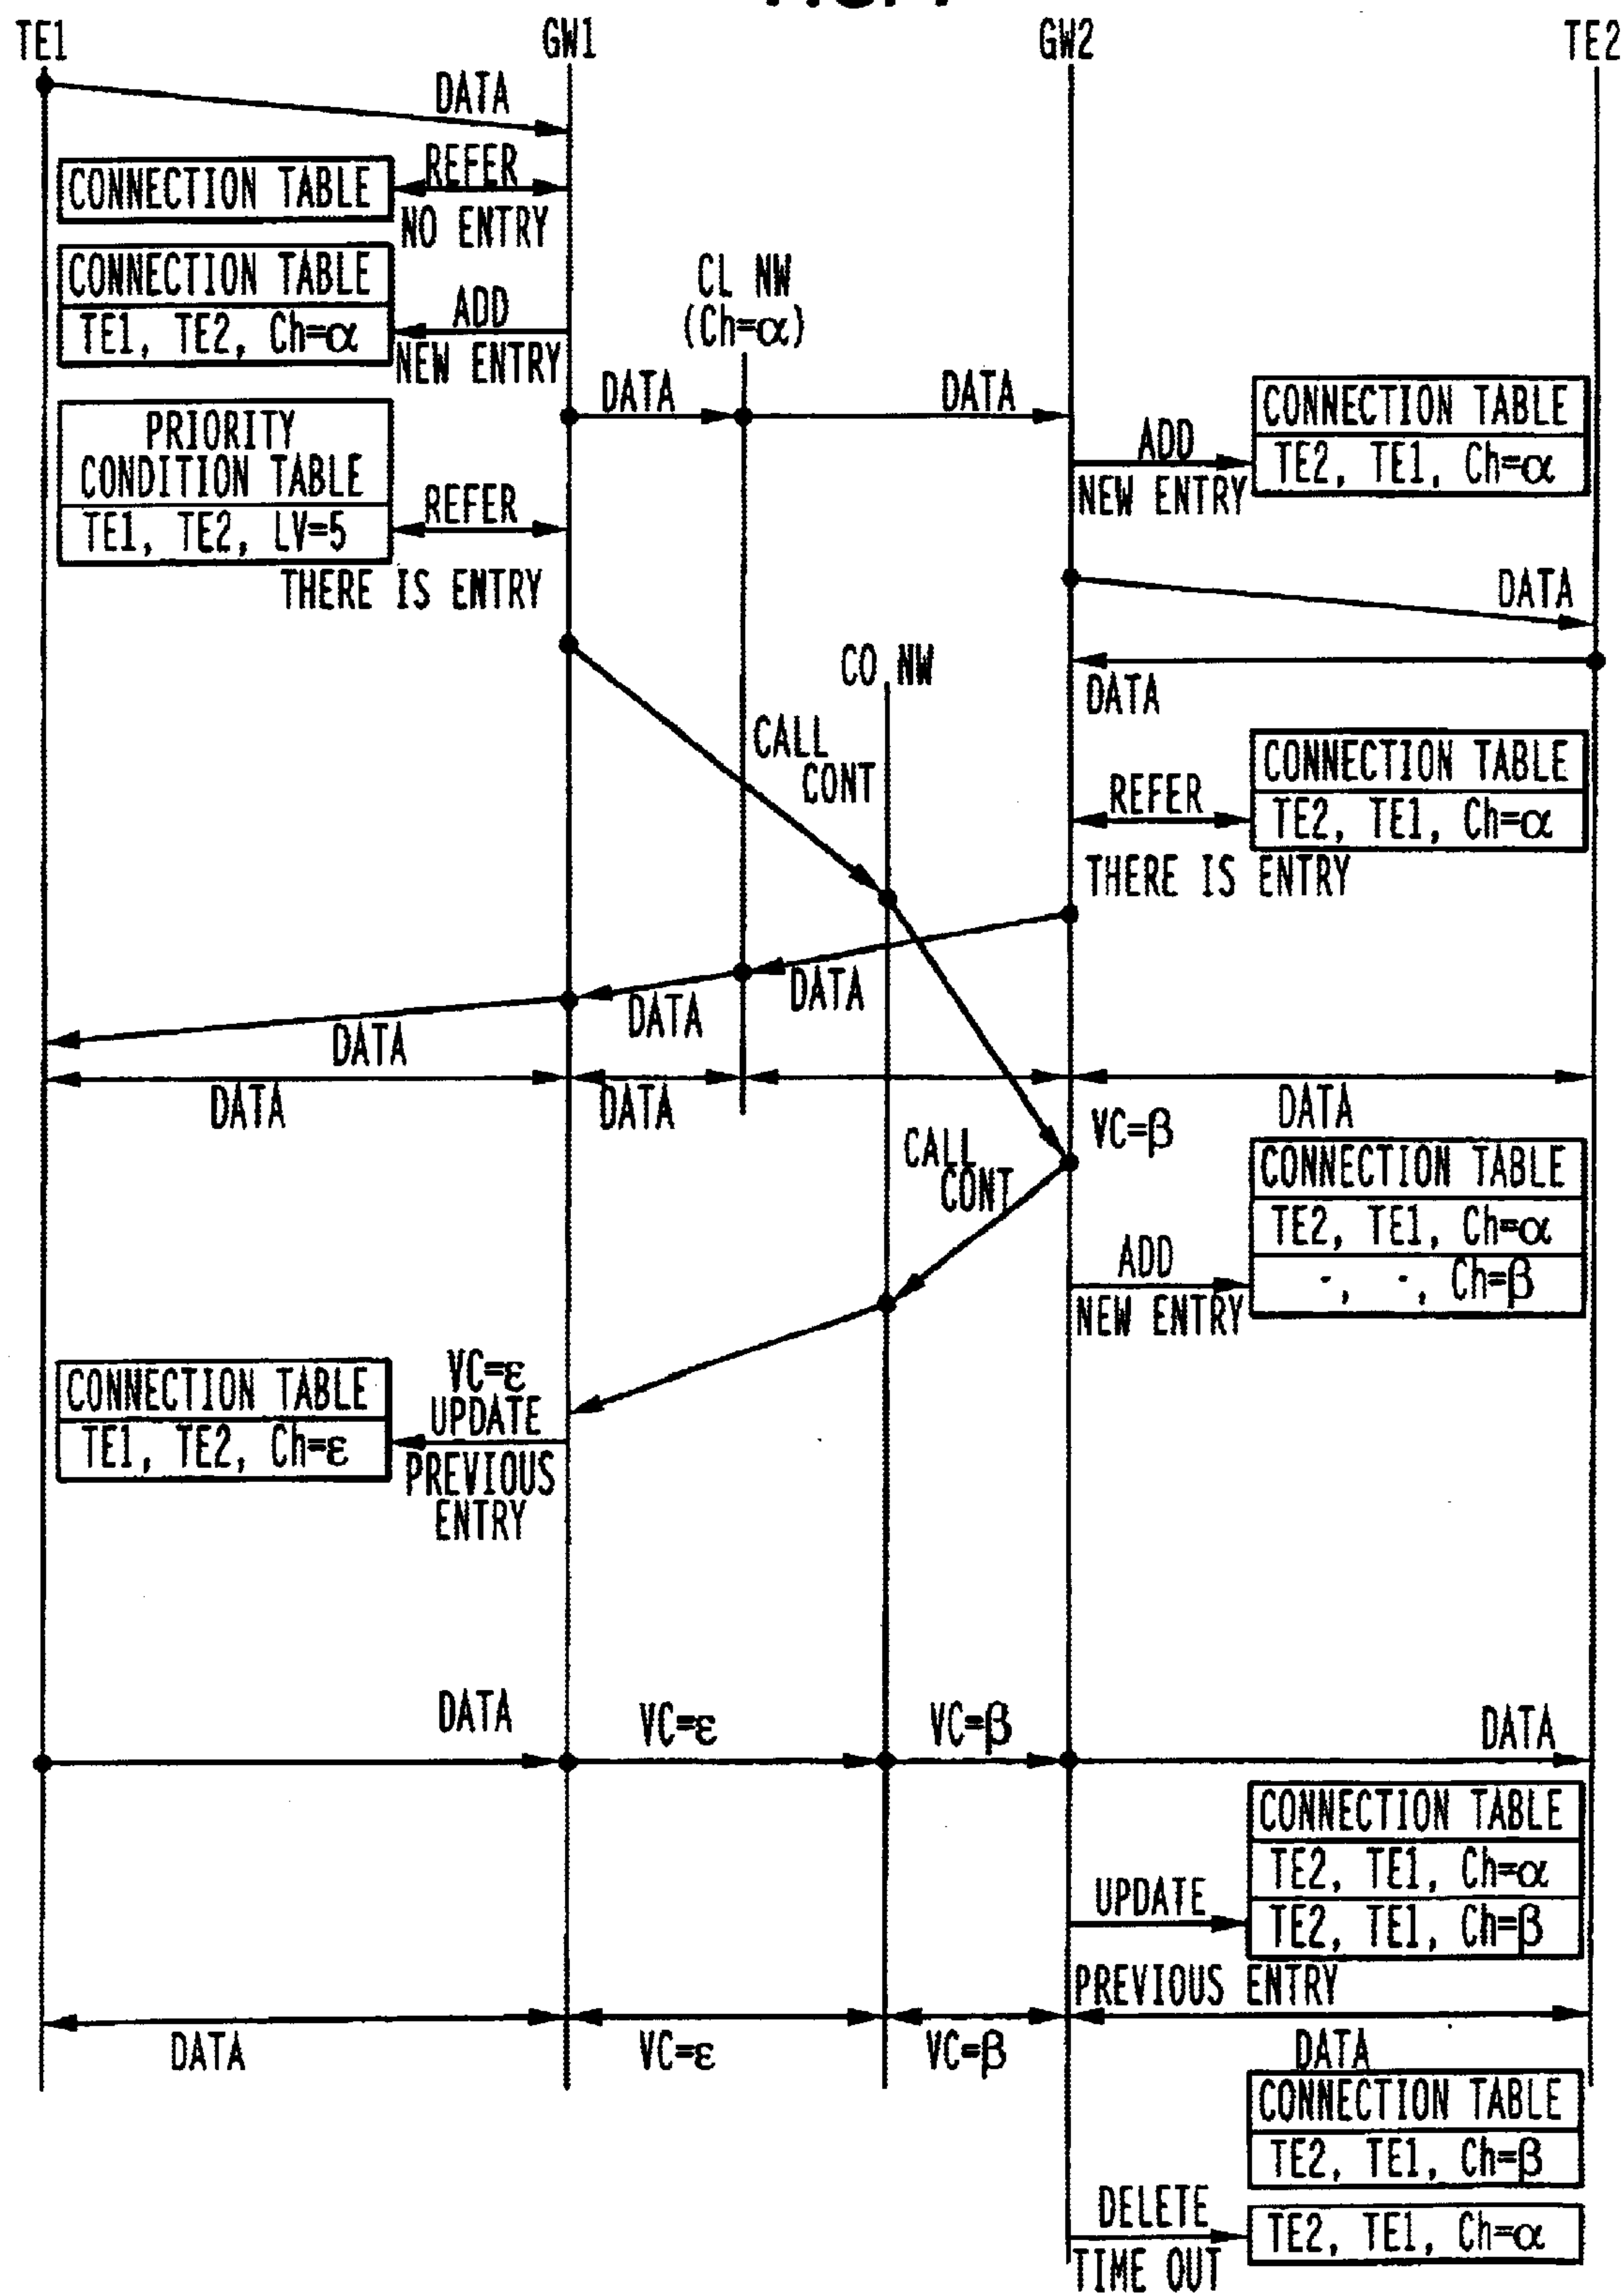 TE1 GW1 GW2 TE2
DATA
CONNECTION TABLE
REFER
NO ENTRY
CONNECTION TABLE
TE1, TE2, Ch=α
ADD
NEW ENTRY
CL NW
(Ch=α)
DATA
DATA
CONNECTION TABLE
TE2, TE1, Ch=α
ADD
NEW ENTRY
PRIORITY
CONDITION TABLE
TE1, TE2, LV=5
REFER
THERE IS ENTRY
DATA
DATA
CO NW
CALL
CONT
CONNECTION TABLE
TE2, TE1, Ch=α
REFER
THERE IS ENTRY
DATA
DATA
DATA
DATA
DATA
DATA
VC=β
CALL
CONT
CONNECTION TABLE
TE2, TE1, Ch=α
-, -, Ch=β
ADD
NEW ENTRY
CONNECTION TABLE
TE1, TE2, Ch=ε
VC=ε
UPDATE
PREVIOUS
ENTRY
DATA
VC=ε
VC=β
DATA
CONNECTION TABLE
TE2, TE1, Ch=α
TE2, TE1, Ch=β
UPDATE
PREVIOUS ENTRY
DATA
VC=ε
VC=β
DATA
CONNECTION TABLE
TE2, TE1, Ch=β
DELETE
TE2, TE1, Ch=α
TIME OUT